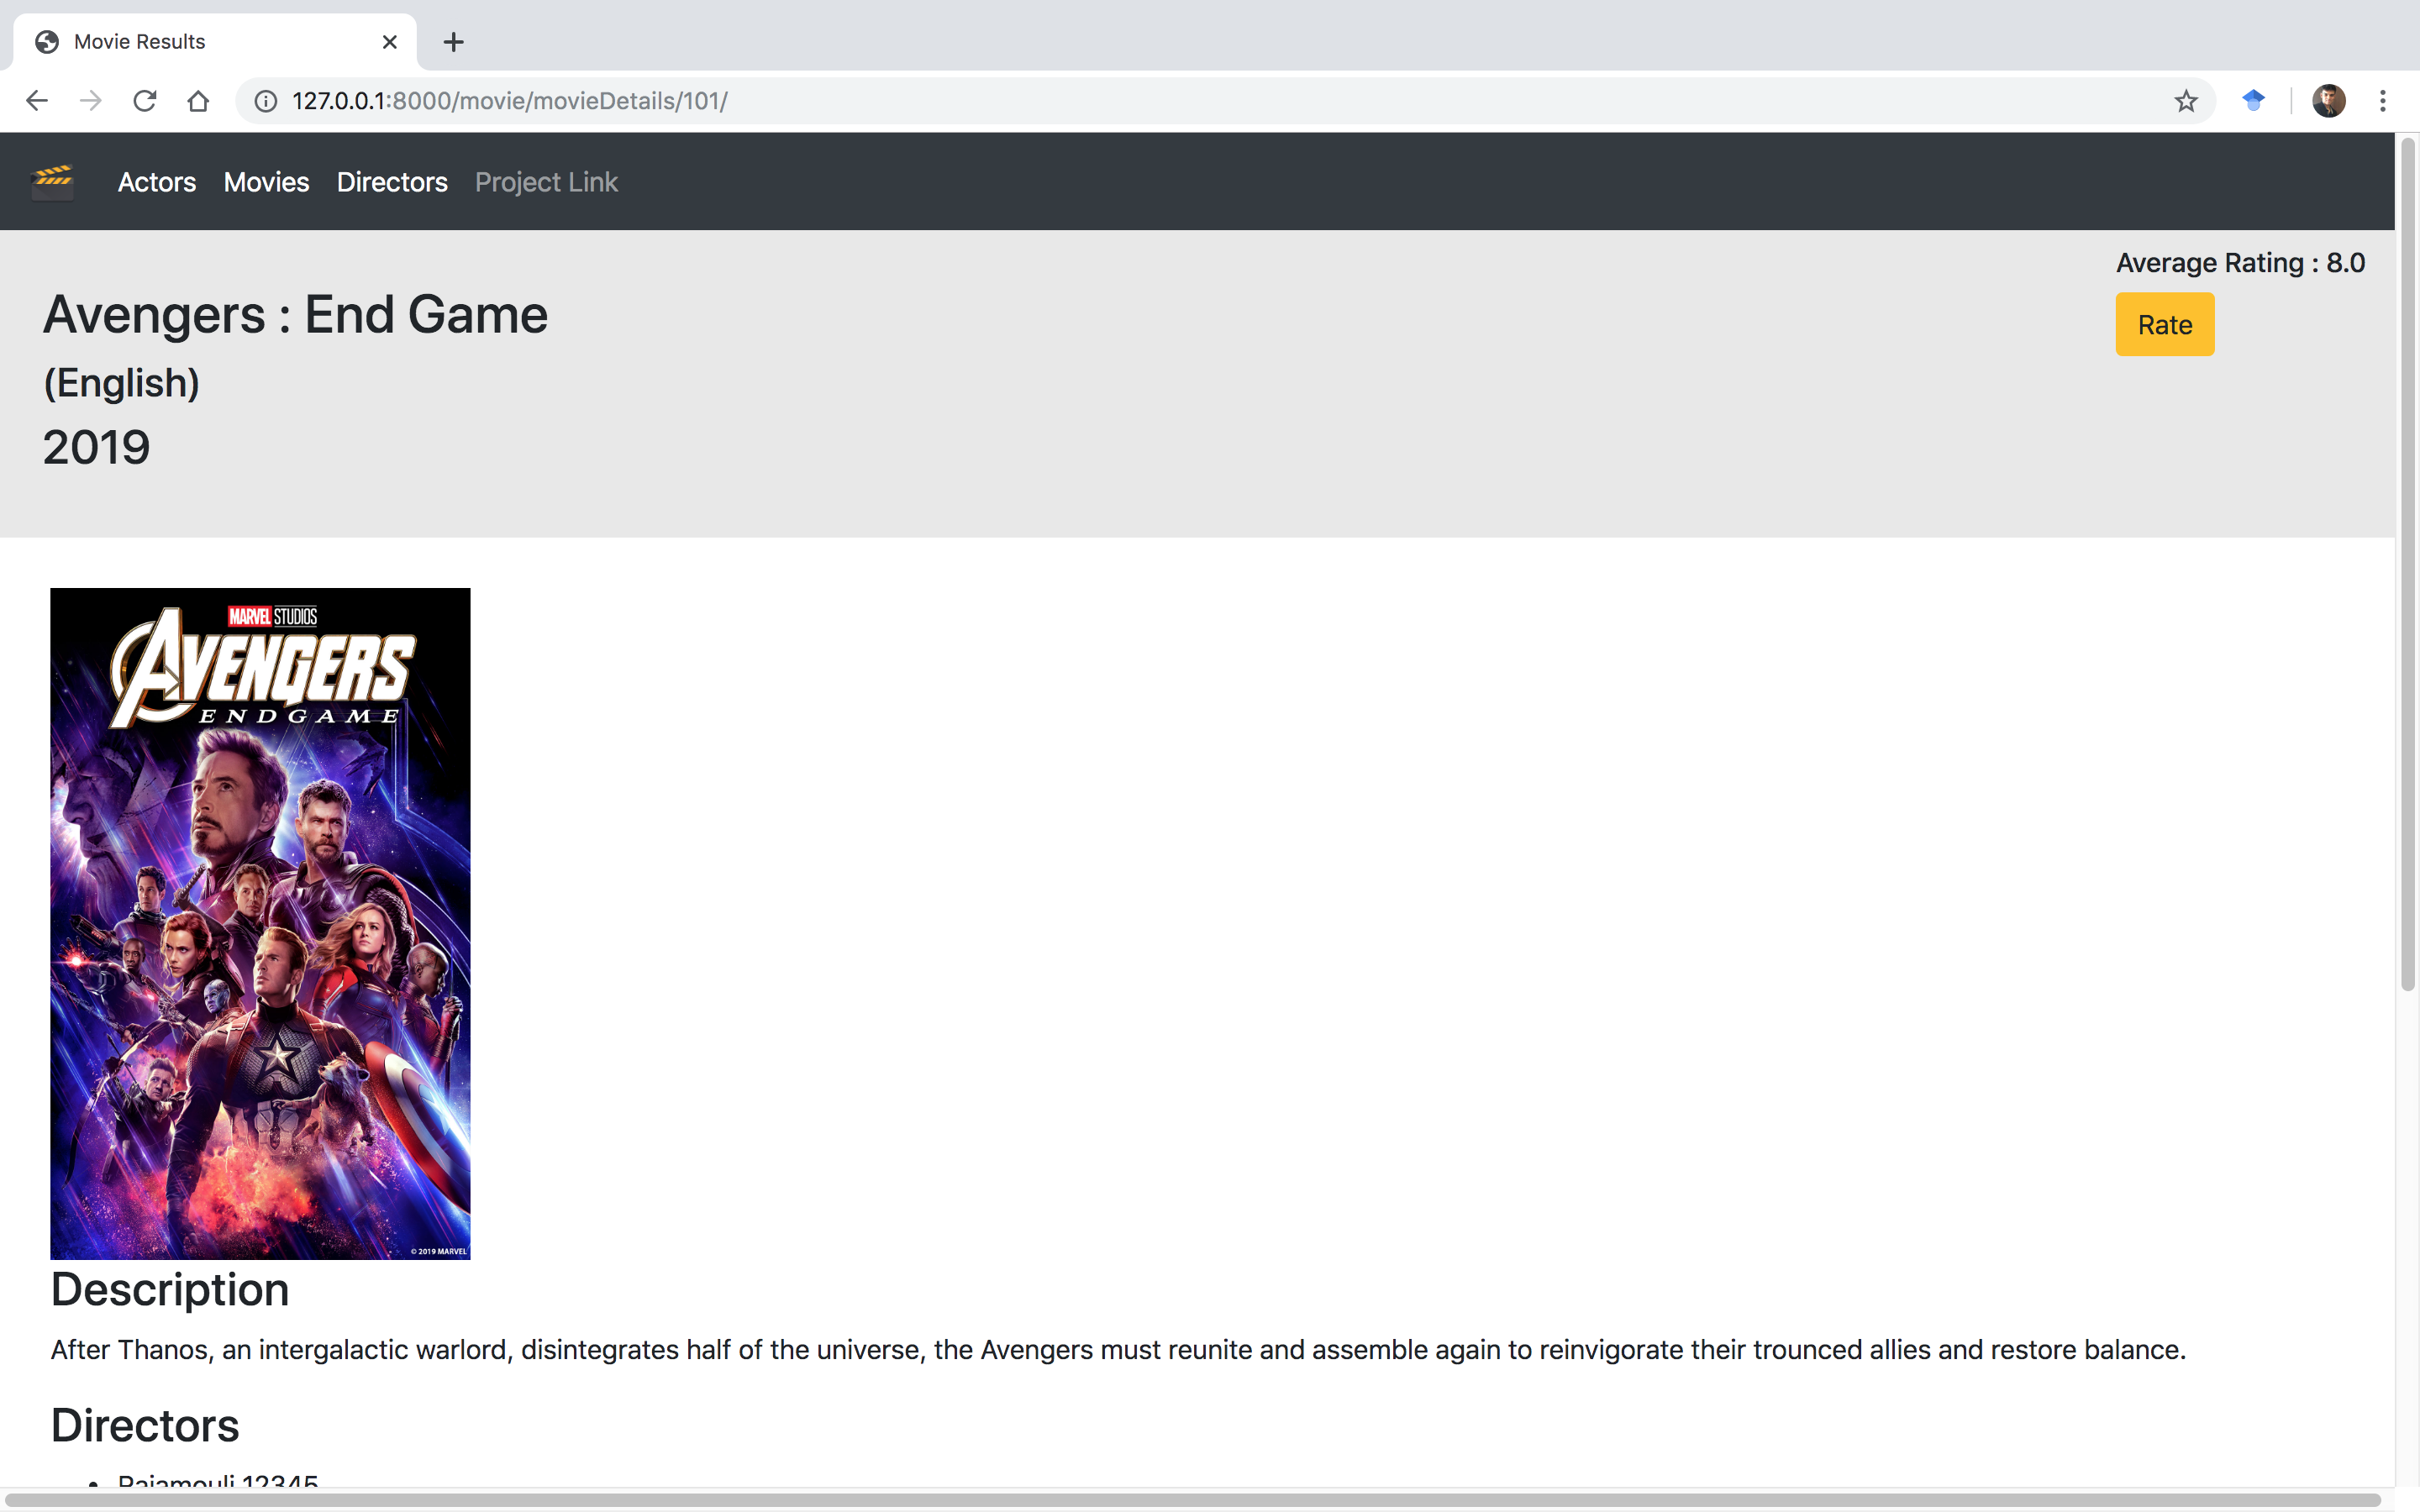 Movie Results
127.0.0.1:8000/movie/movieDetails/101/
Actors Movies Directors Project Link
Average Rating : 8.0
Rate
Avengers : End Game
(English)
2019
MARVEL STUDIOS
AVENGERS
ENDGAME
© 2019 MARVEL
Description
After Thanos, an intergalactic warlord, disintegrates half of the universe, the Avengers must reunite and assemble again to reinvigorate their trounced allies and restore balance.
Directors
Rajamouli 12345